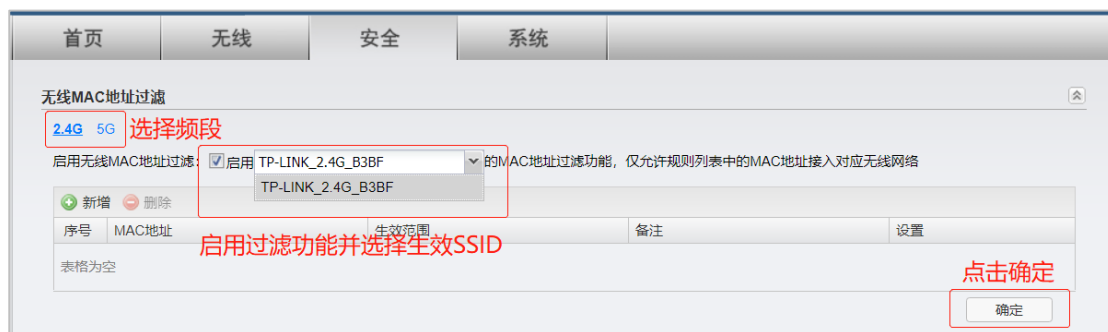 首页 无线 安全 系统
无线MAC地址过滤
2.4G 5G 选择频段
启用无线MAC地址过滤: 启用 TP-LINK_2.4G_B3BF 的MAC地址过滤功能，仅允许规则列表中的MAC地址接入对应无线网络
TP-LINK_2.4G_B3BF
新增 删除
序号 MAC地址 生效范围 备注 设置
启用过滤功能并选择生效SSID
表格为空
点击确定
确定